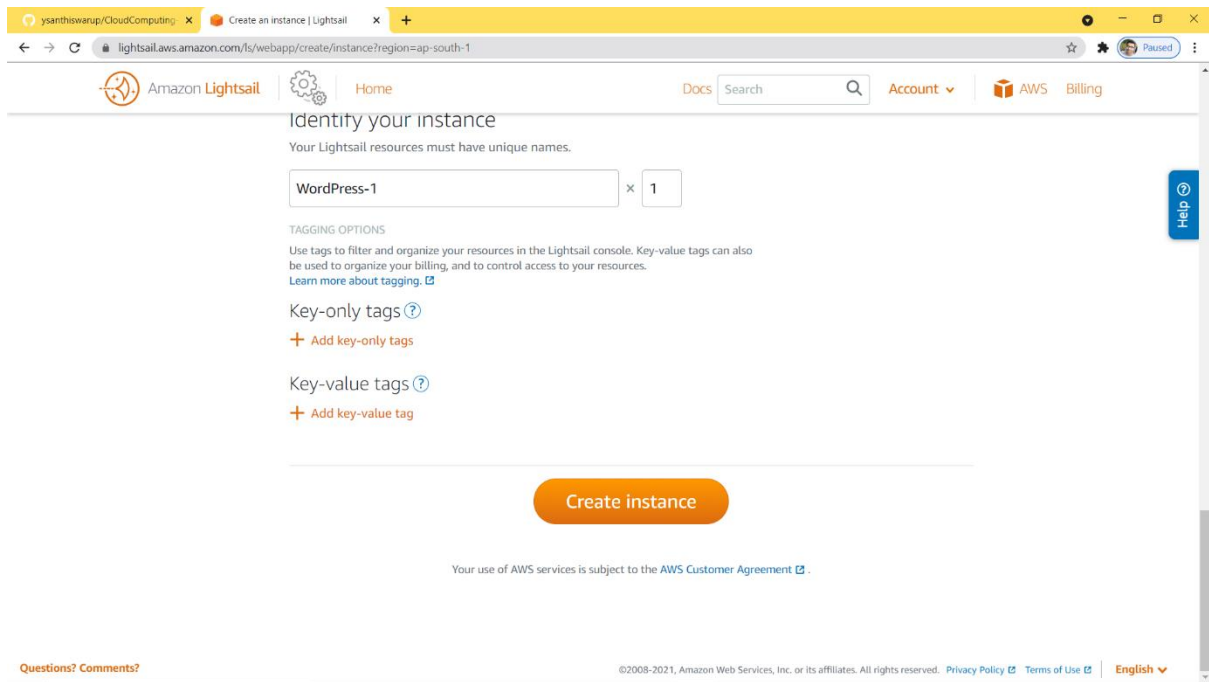 ysanthiswarup/CloudComputing-
Create an instance | Lightsail
lightsail.aws.amazon.com/ls/webapp/create/instance?region=ap-south-1
Paused
Amazon Lightsail
Home
Docs
Search
Account
AWS
Billing
Identify your instance
Your Lightsail resources must have unique names.
WordPress-1
× 1
Help
TAGGING OPTIONS
Use tags to filter and organize your resources in the Lightsail console. Key-value tags can also
be used to organize your billing, and to control access to your resources.
Learn more about tagging.
Key-only tags ?
+ Add key-only tags
Key-value tags ?
+ Add key-value tag
Create instance
Your use of AWS services is subject to the AWS Customer Agreement .
Questions? Comments?
©2008-2021, Amazon Web Services, Inc. or its affiliates. All rights reserved. Privacy Policy Terms of Use English